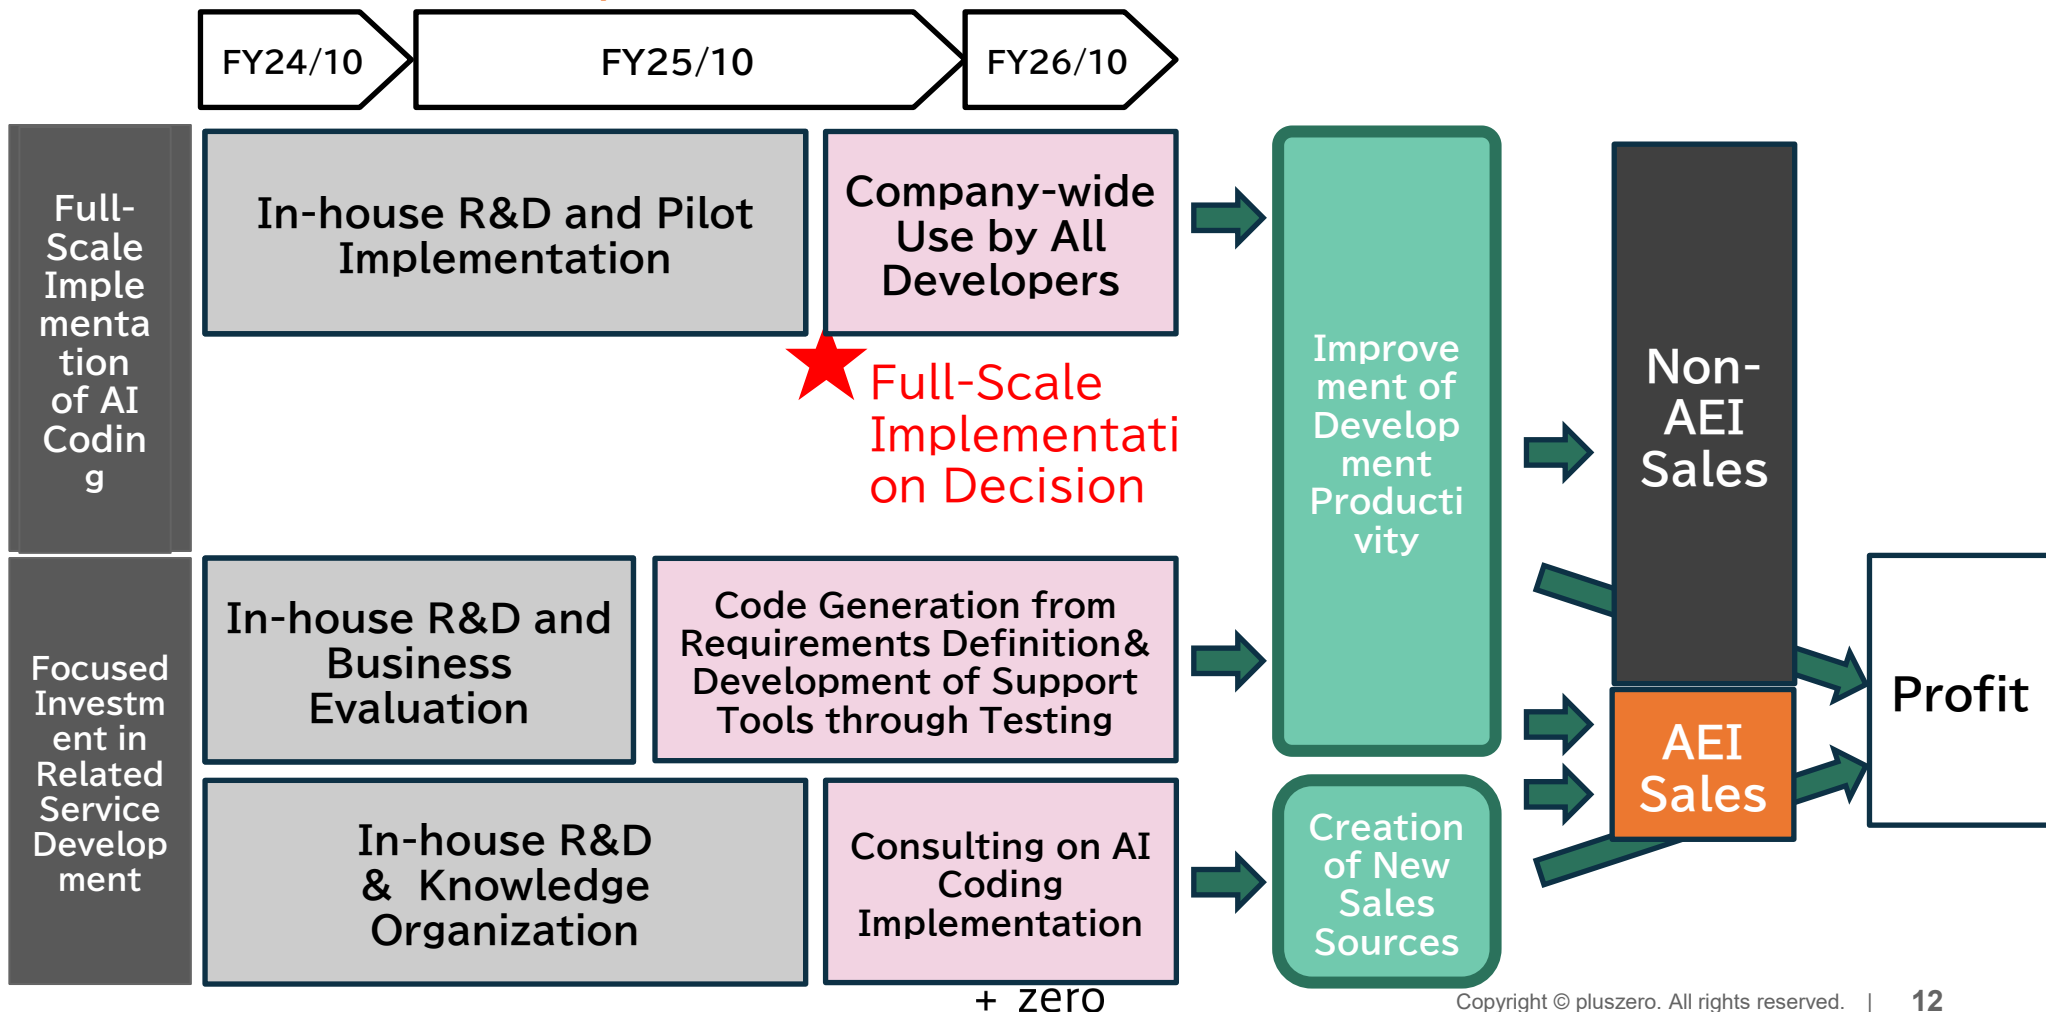 FY24/10
FY25/10
FY26/10
Full-
Scale
Imple
menta
tion
of AI
Codin
g
In-house R&D and Pilot
Implementation
Company-wide
Use by All
Developers
Full-Scale
Implementati
on Decision
Focused
Investm
ent in
Related
Service
Develop
ment
In-house R&D and
Business
Evaluation
Code Generation from
Requirements Definition&
Development of Support
Tools through Testing
In-house R&D
& Knowledge
Organization
Consulting on AI
Coding
Implementation
Improve
ment of
Develop
ment
Producti
vity
Creation
of New
Sales
Sources
Non-
AEI
Sales
AEI
Sales
Profit
+ zero
Copyright © pluszero. All rights reserved. | 12